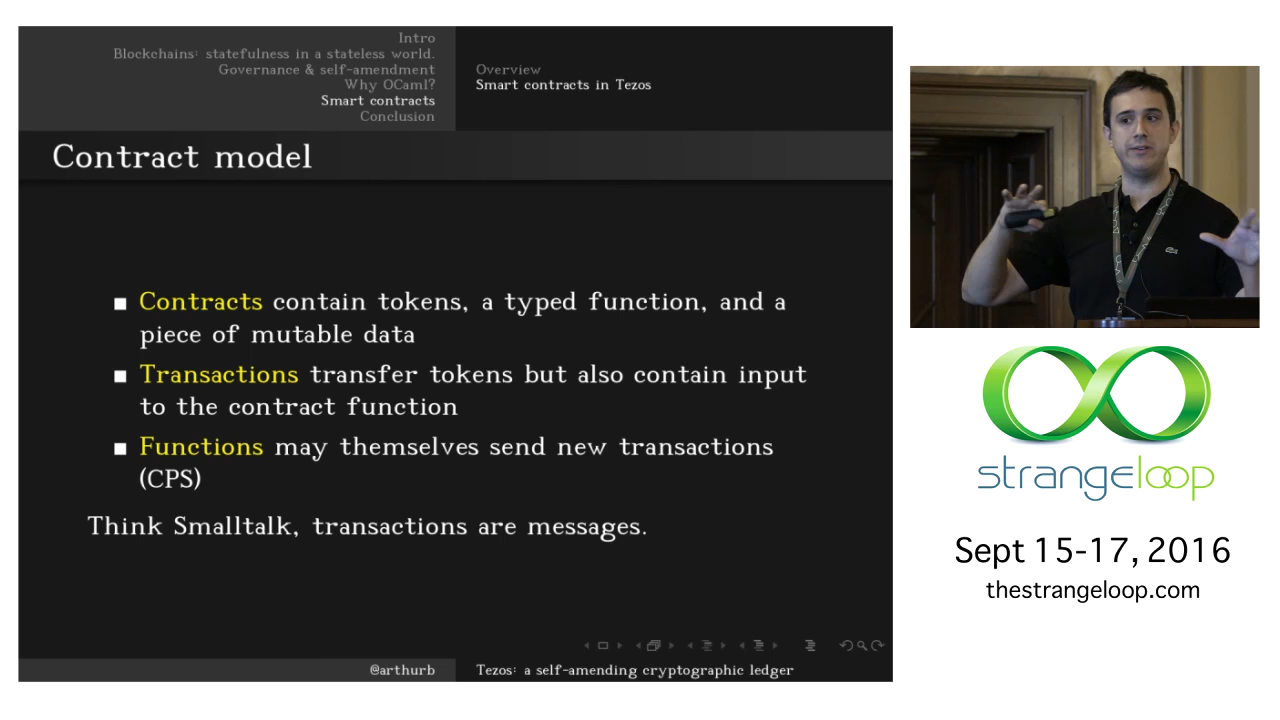 Intro
Blockchains: statefulness in a stateless world.
Governance & self-amendment
Why OCaml?
Smart contracts
Conclusion
Overview
Smart contracts in Tezos
Contract model
Contracts contain tokens, a typed function, and a
piece of mutable data
Transactions transfer tokens but also contain input
to the contract function
Functions may themselves send new transactions
(CPS)
Think Smalltalk, transactions are messages.
@arthurb
Tezos: a self-amending cryptographic ledger
strangeloop
Sept 15-17, 2016
thestrangeloop.com